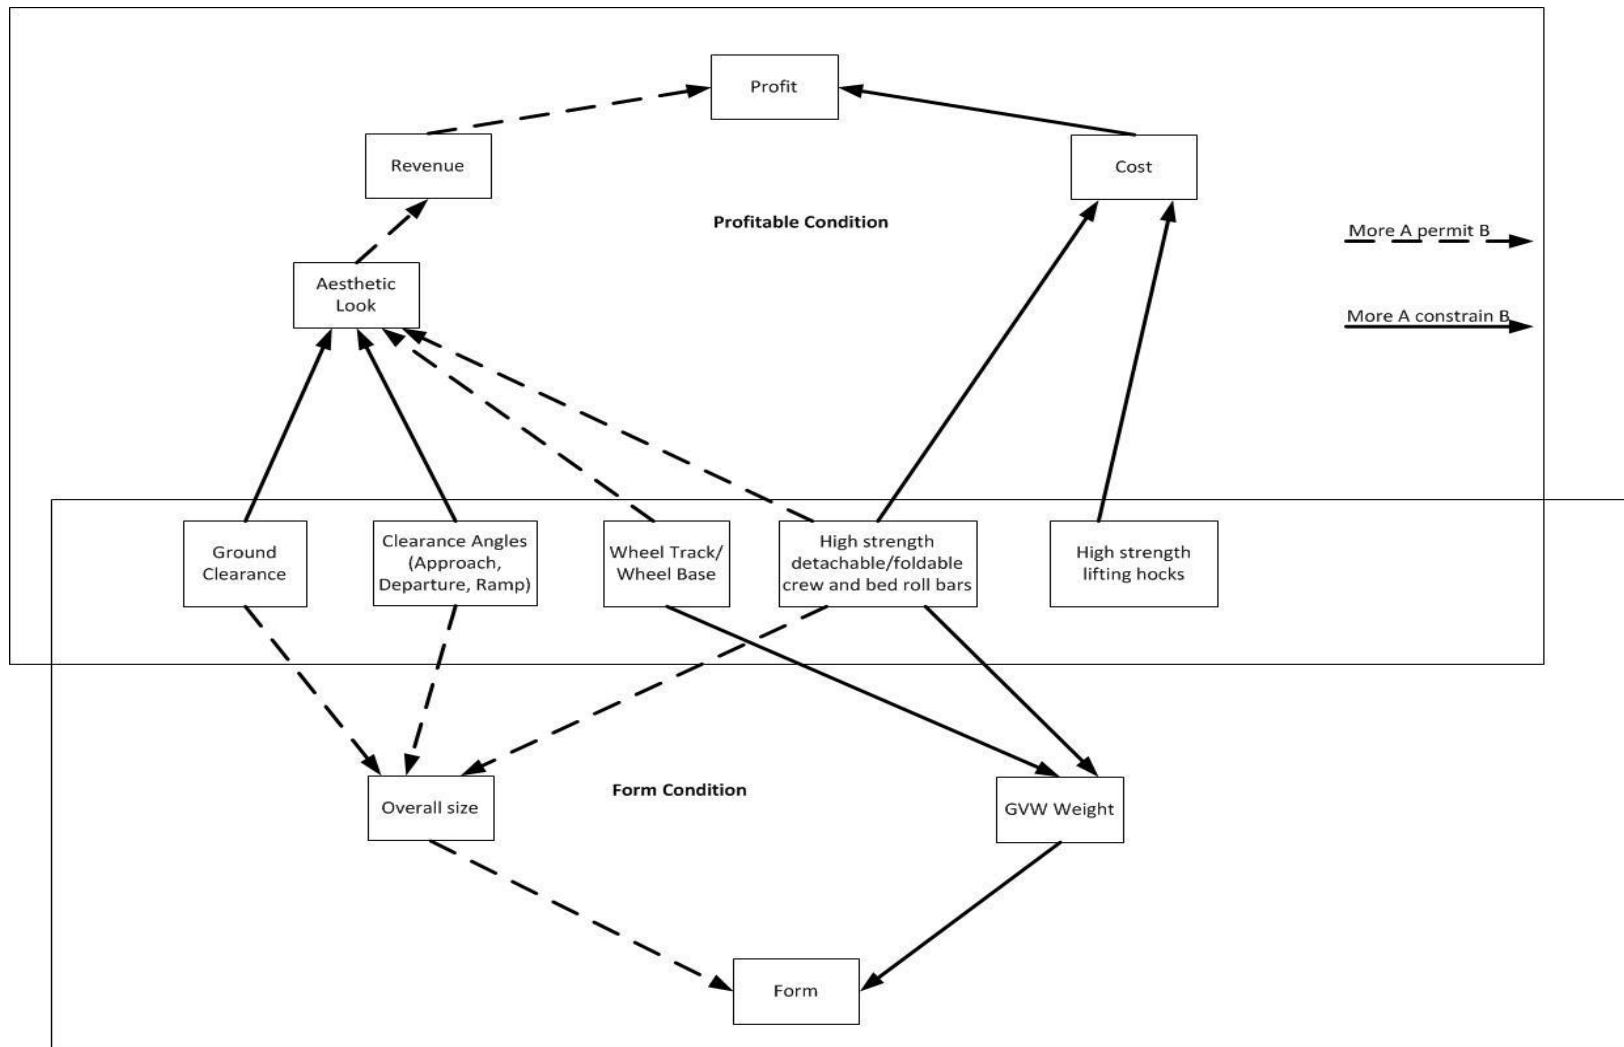 Profit
Revenue
Cost
Profitable Condition
More A permit B
Aesthetic
Look
More A constrain B
Ground
Clearance
Clearance Angles
(Approach,
Departure, Ramp)
Wheel Track/
Wheel Base
High strength
detachable/foldable
crew and bed roll bars
High strength
lifting hocks
Form Condition
Overall size
GVW Weight
Form